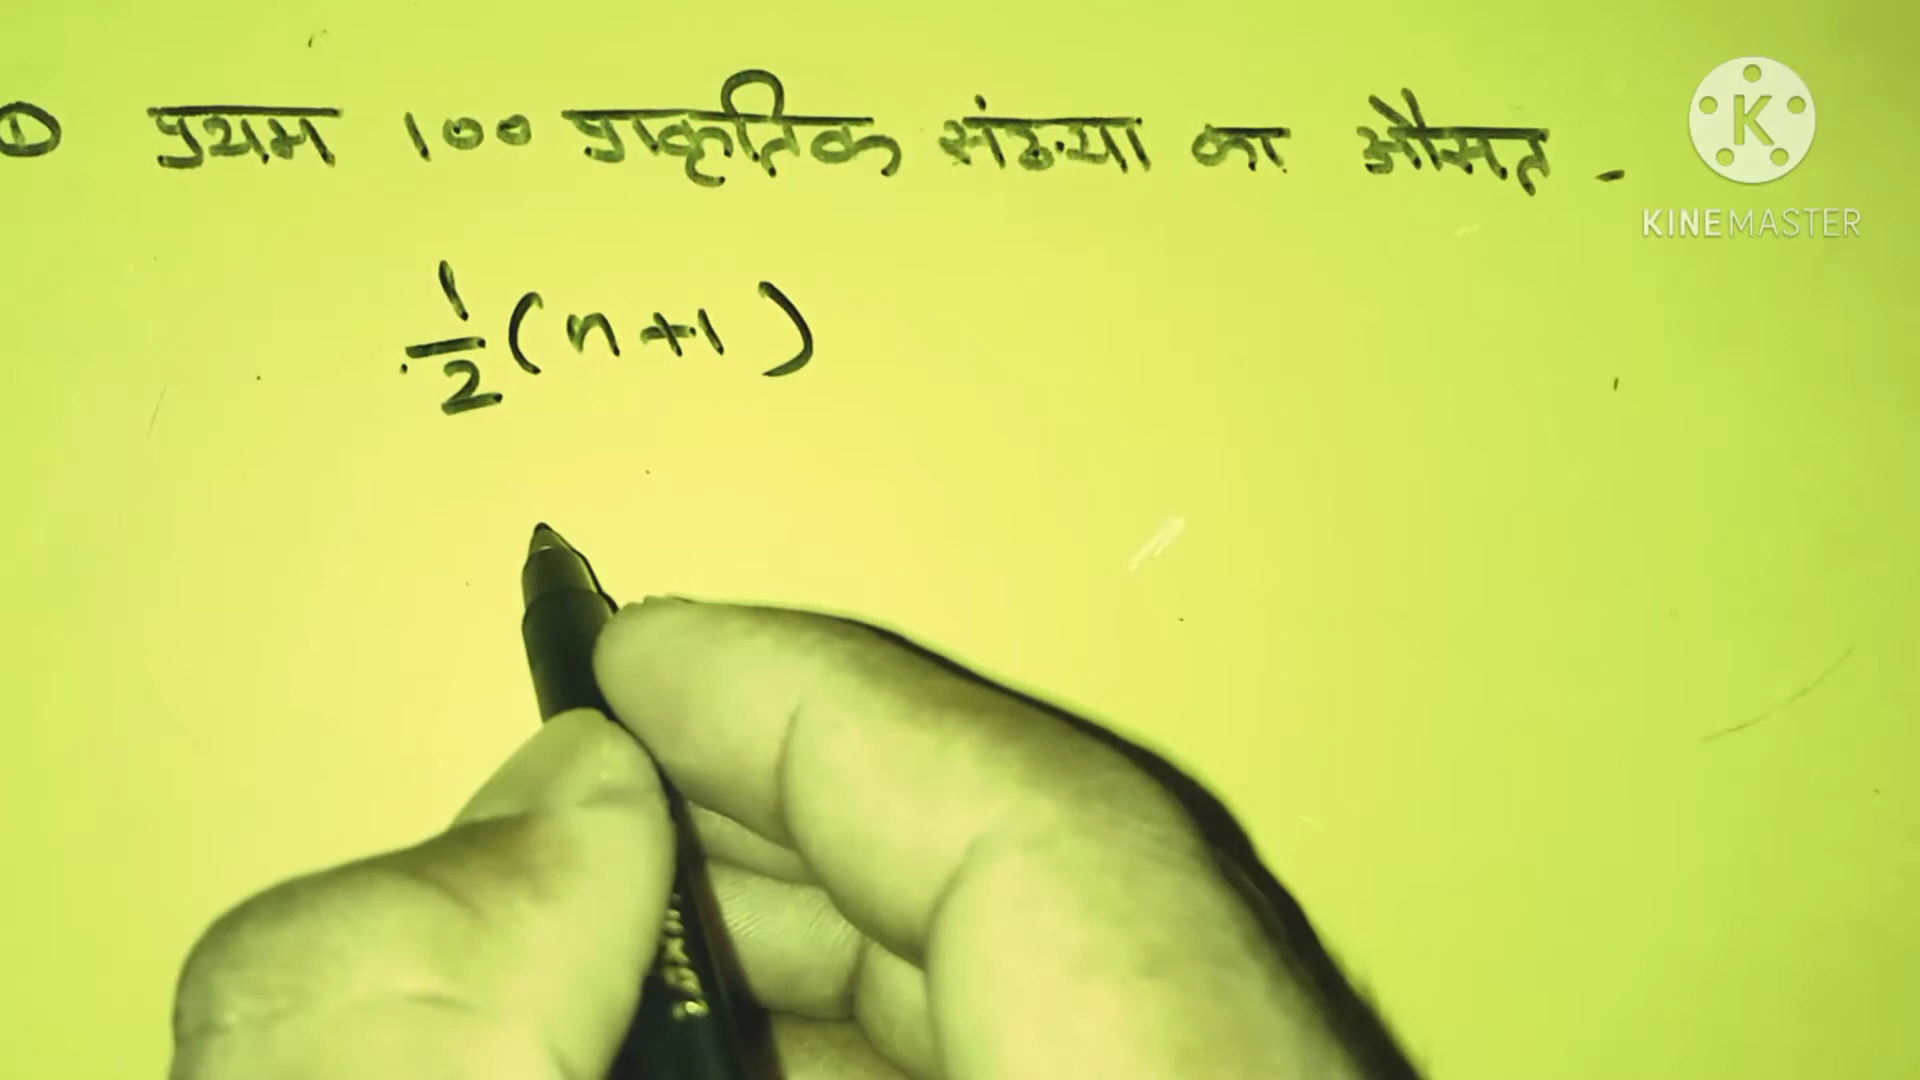 ① प्रथम 100 प्राकृतिक संख्या का औसत -
K
KINEMASTER
1/2 (n+1)